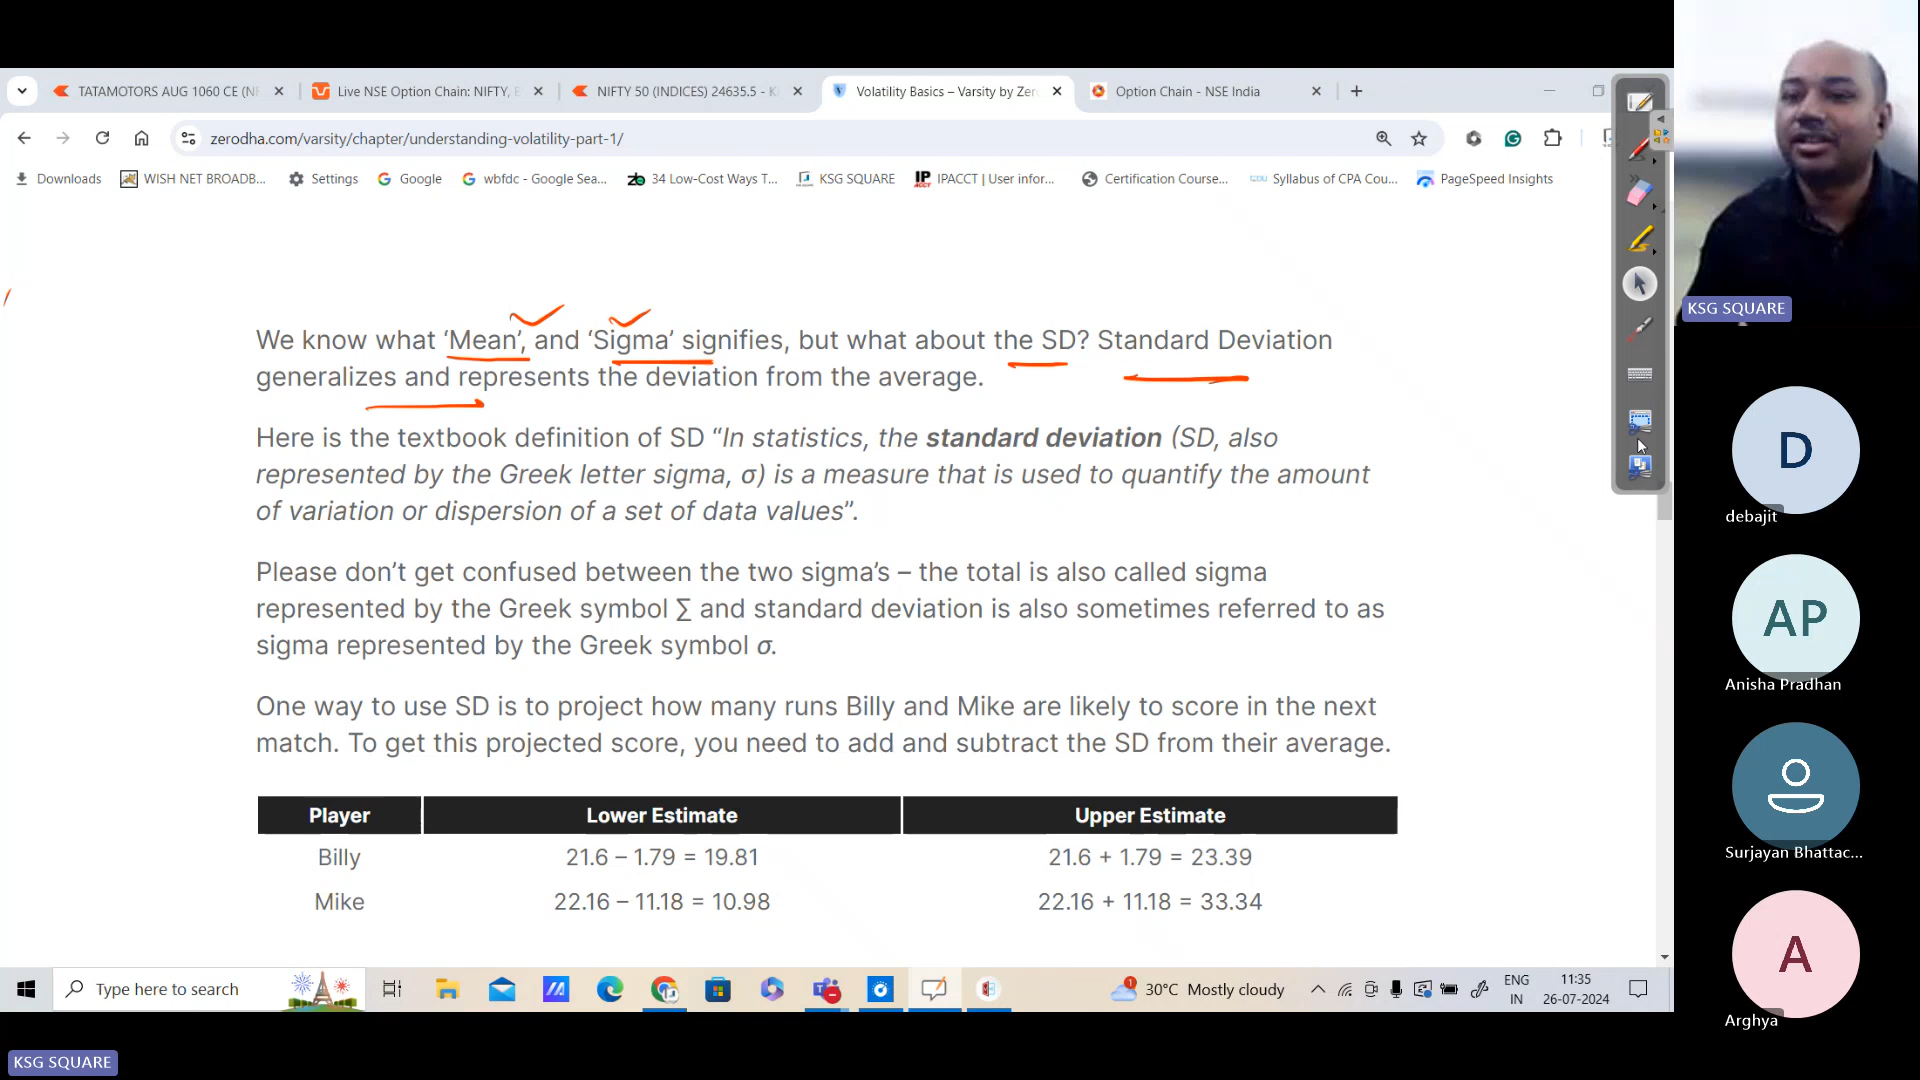 TATAMOTORS AUG 1060 CE (NF
Live NSE Option Chain: NIFTY, B
NIFTY 50 (INDICES) 24635.5 - K
Volatility Basics – Varsity by Zer
Option Chain - NSE India
zerodha.com/varsity/chapter/understanding-volatility-part-1/
Downloads
WISH NET BROADB...
Settings
Google
wbfdc - Google Sea...
34 Low-Cost Ways T...
KSG SQUARE
IPACCT | User infor...
Certification Course...
Syllabus of CPA Cou...
PageSpeed Insights
We know what ‘Mean’, and ‘Sigma’ signifies, but what about the SD? Standard Deviation
generalizes and represents the deviation from the average.
Here is the textbook definition of SD “In statistics, the standard deviation (SD, also
represented by the Greek letter sigma, σ) is a measure that is used to quantify the amount
of variation or dispersion of a set of data values”.
Please don’t get confused between the two sigma’s – the total is also called sigma
represented by the Greek symbol ∑ and standard deviation is also sometimes referred to as
sigma represented by the Greek symbol σ.
One way to use SD is to project how many runs Billy and Mike are likely to score in the next
match. To get this projected score, you need to add and subtract the SD from their average.
Player Lower Estimate Upper Estimate
Billy 21.6 – 1.79 = 19.81 21.6 + 1.79 = 23.39
Mike 22.16 – 11.18 = 10.98 22.16 + 11.18 = 33.34
Type here to search
30°C Mostly cloudy
ENG
IN
11:35
26-07-2024
KSG SQUARE
D
debajit
AP
Anisha Pradhan
Surjayan Bhattac...
A
Arghya
KSG SQUARE